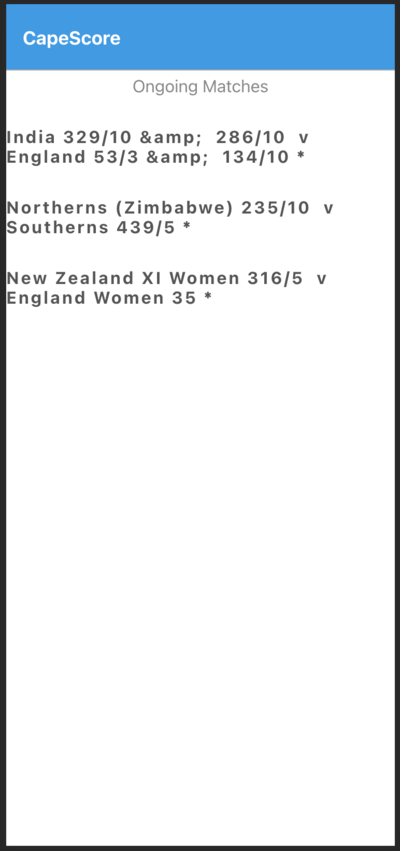 CapeScore
Ongoing Matches
India 329/10 &amp;  286/10  v
England 53/3 &amp;  134/10 *
Northerns (Zimbabwe) 235/10  v
Southerns 439/5 *
New Zealand XI Women 316/5  v
England Women 35 *